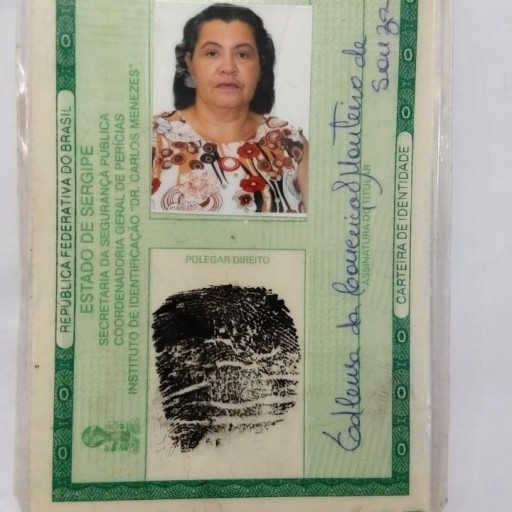 REPÚBLICA FEDERATIVA DO BRASIL
ESTADO DE SERGIPE
SECRETARIA DA SEGURANÇA PÚBLICA
COORDENADORIA GERAL DE PERÍCIAS
INSTITUTO DE IDENTIFICAÇÃO "DR. CARLOS MENEZES"
POLEGAR DIREITO
Edleusa da Conceição Monteiro de
Souza
ASSINATURA DO TITULAR
CARTEIRA DE IDENTIDADE